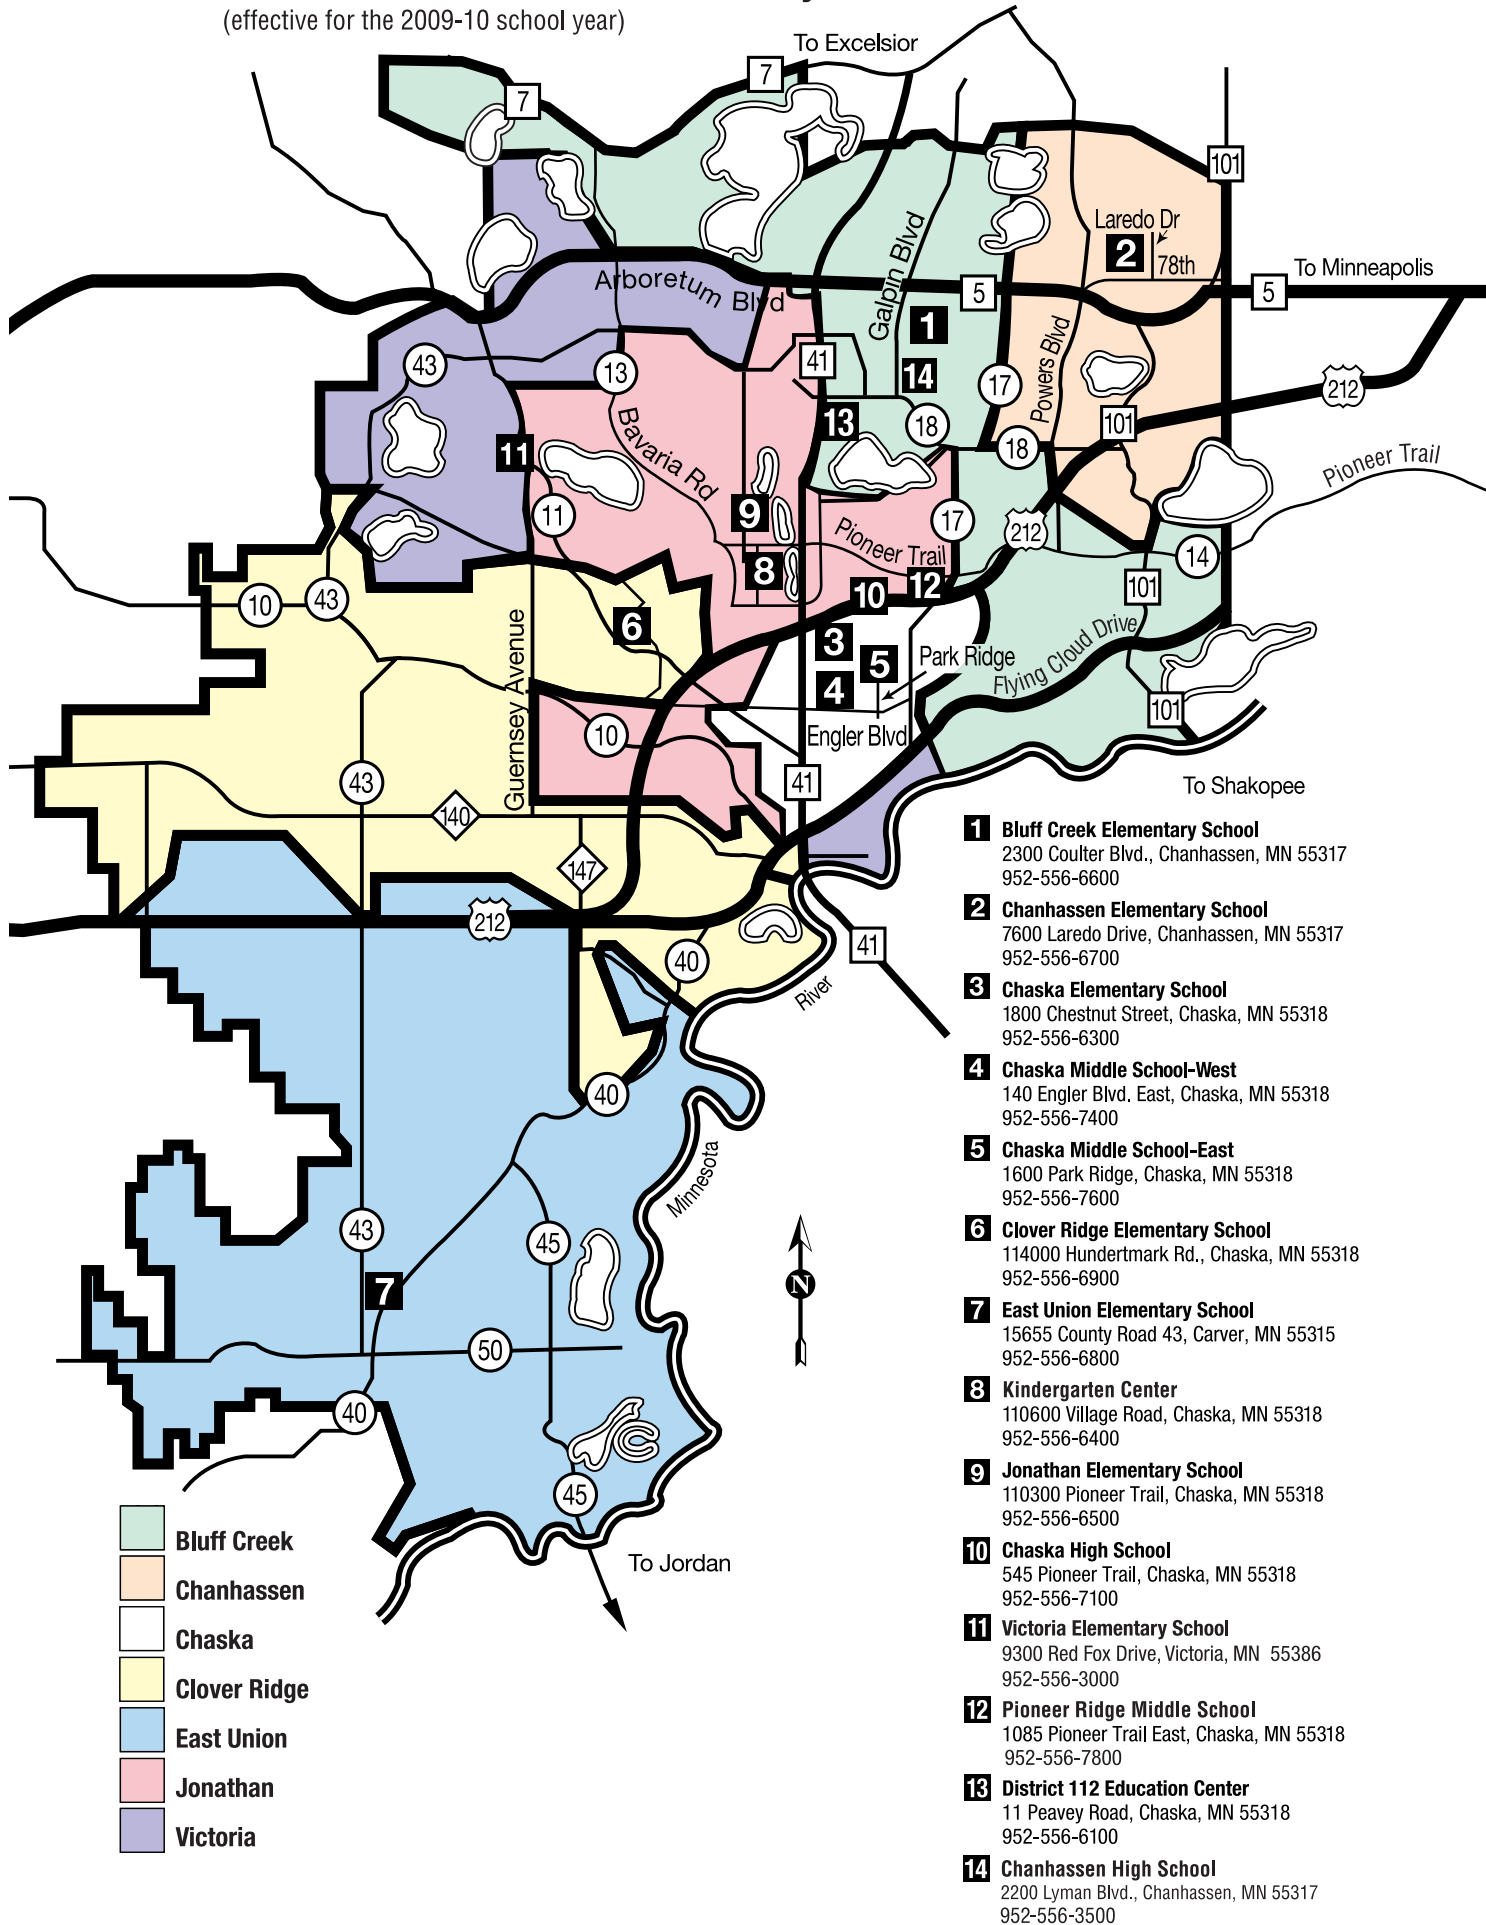 (effective for the 2009-10 school year)
To Excelsior
7
7
101
Laredo Dr
2
78th
Galpin Blvd
To Minneapolis
5
5
Arboretum Blvd
1
Powers Blvd
41
43
13
14
17
212
101
13
18
18
Bavaria Rd
11
Pioneer Trail
9
11
17
212
Pioneer Trail
14
8
12
101
10
43
10
6
3
Guernsey Avenue
5
Park Ridge
Flying Cloud Drive
4
101
10
Engler Blvd
43
41
To Shakopee
140
147
212
41
40
River
40
Minnesota
43
45
7
N
50
40
45
To Jordan
Bluff Creek
Chanhassen
Chaska
Clover Ridge
East Union
Jonathan
Victoria
1 Bluff Creek Elementary School
2300 Coulter Blvd., Chanhassen, MN 55317
952-556-6600
2 Chanhassen Elementary School
7600 Laredo Drive, Chanhassen, MN 55317
952-556-6700
3 Chaska Elementary School
1800 Chestnut Street, Chaska, MN 55318
952-556-6300
4 Chaska Middle School-West
140 Engler Blvd. East, Chaska, MN 55318
952-556-7400
5 Chaska Middle School-East
1600 Park Ridge, Chaska, MN 55318
952-556-7600
6 Clover Ridge Elementary School
114000 Hundertmark Rd., Chaska, MN 55318
952-556-6900
7 East Union Elementary School
15655 County Road 43, Carver, MN 55315
952-556-6800
8 Kindergarten Center
110600 Village Road, Chaska, MN 55318
952-556-6400
9 Jonathan Elementary School
110300 Pioneer Trail, Chaska, MN 55318
952-556-6500
10 Chaska High School
545 Pioneer Trail, Chaska, MN 55318
952-556-7100
11 Victoria Elementary School
9300 Red Fox Drive, Victoria, MN 55386
952-556-3000
12 Pioneer Ridge Middle School
1085 Pioneer Trail East, Chaska, MN 55318
952-556-7800
13 District 112 Education Center
11 Peavey Road, Chaska, MN 55318
952-556-6100
14 Chanhassen High School
2200 Lyman Blvd., Chanhassen, MN 55317
952-556-3500